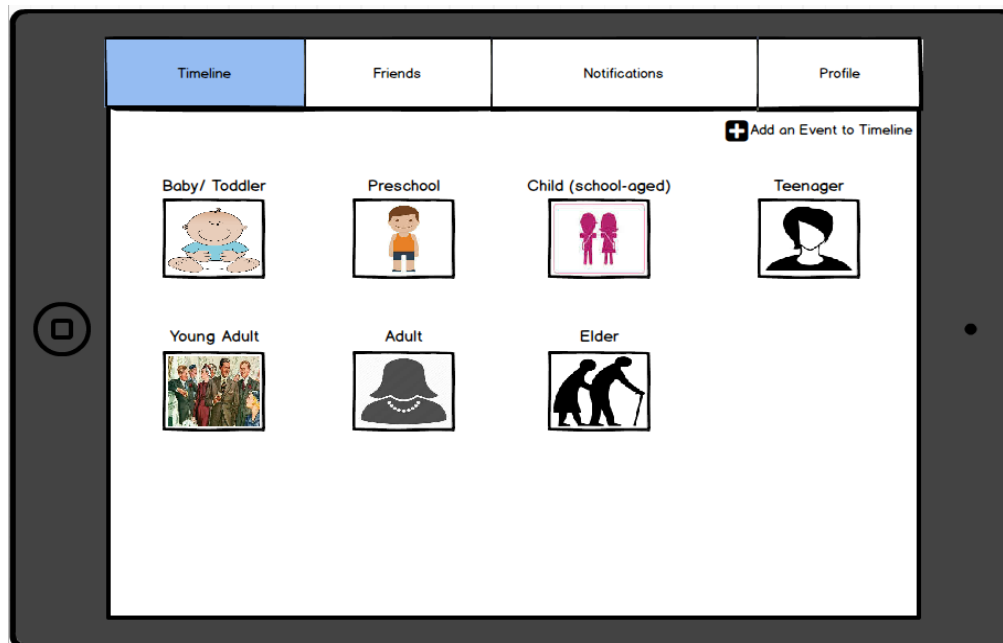 Timeline
Friends
Notifications
Profile
Add an Event to Timeline
Baby/ Toddler
Preschool
Child (school-aged)
Teenager
Young Adult
Adult
Elder